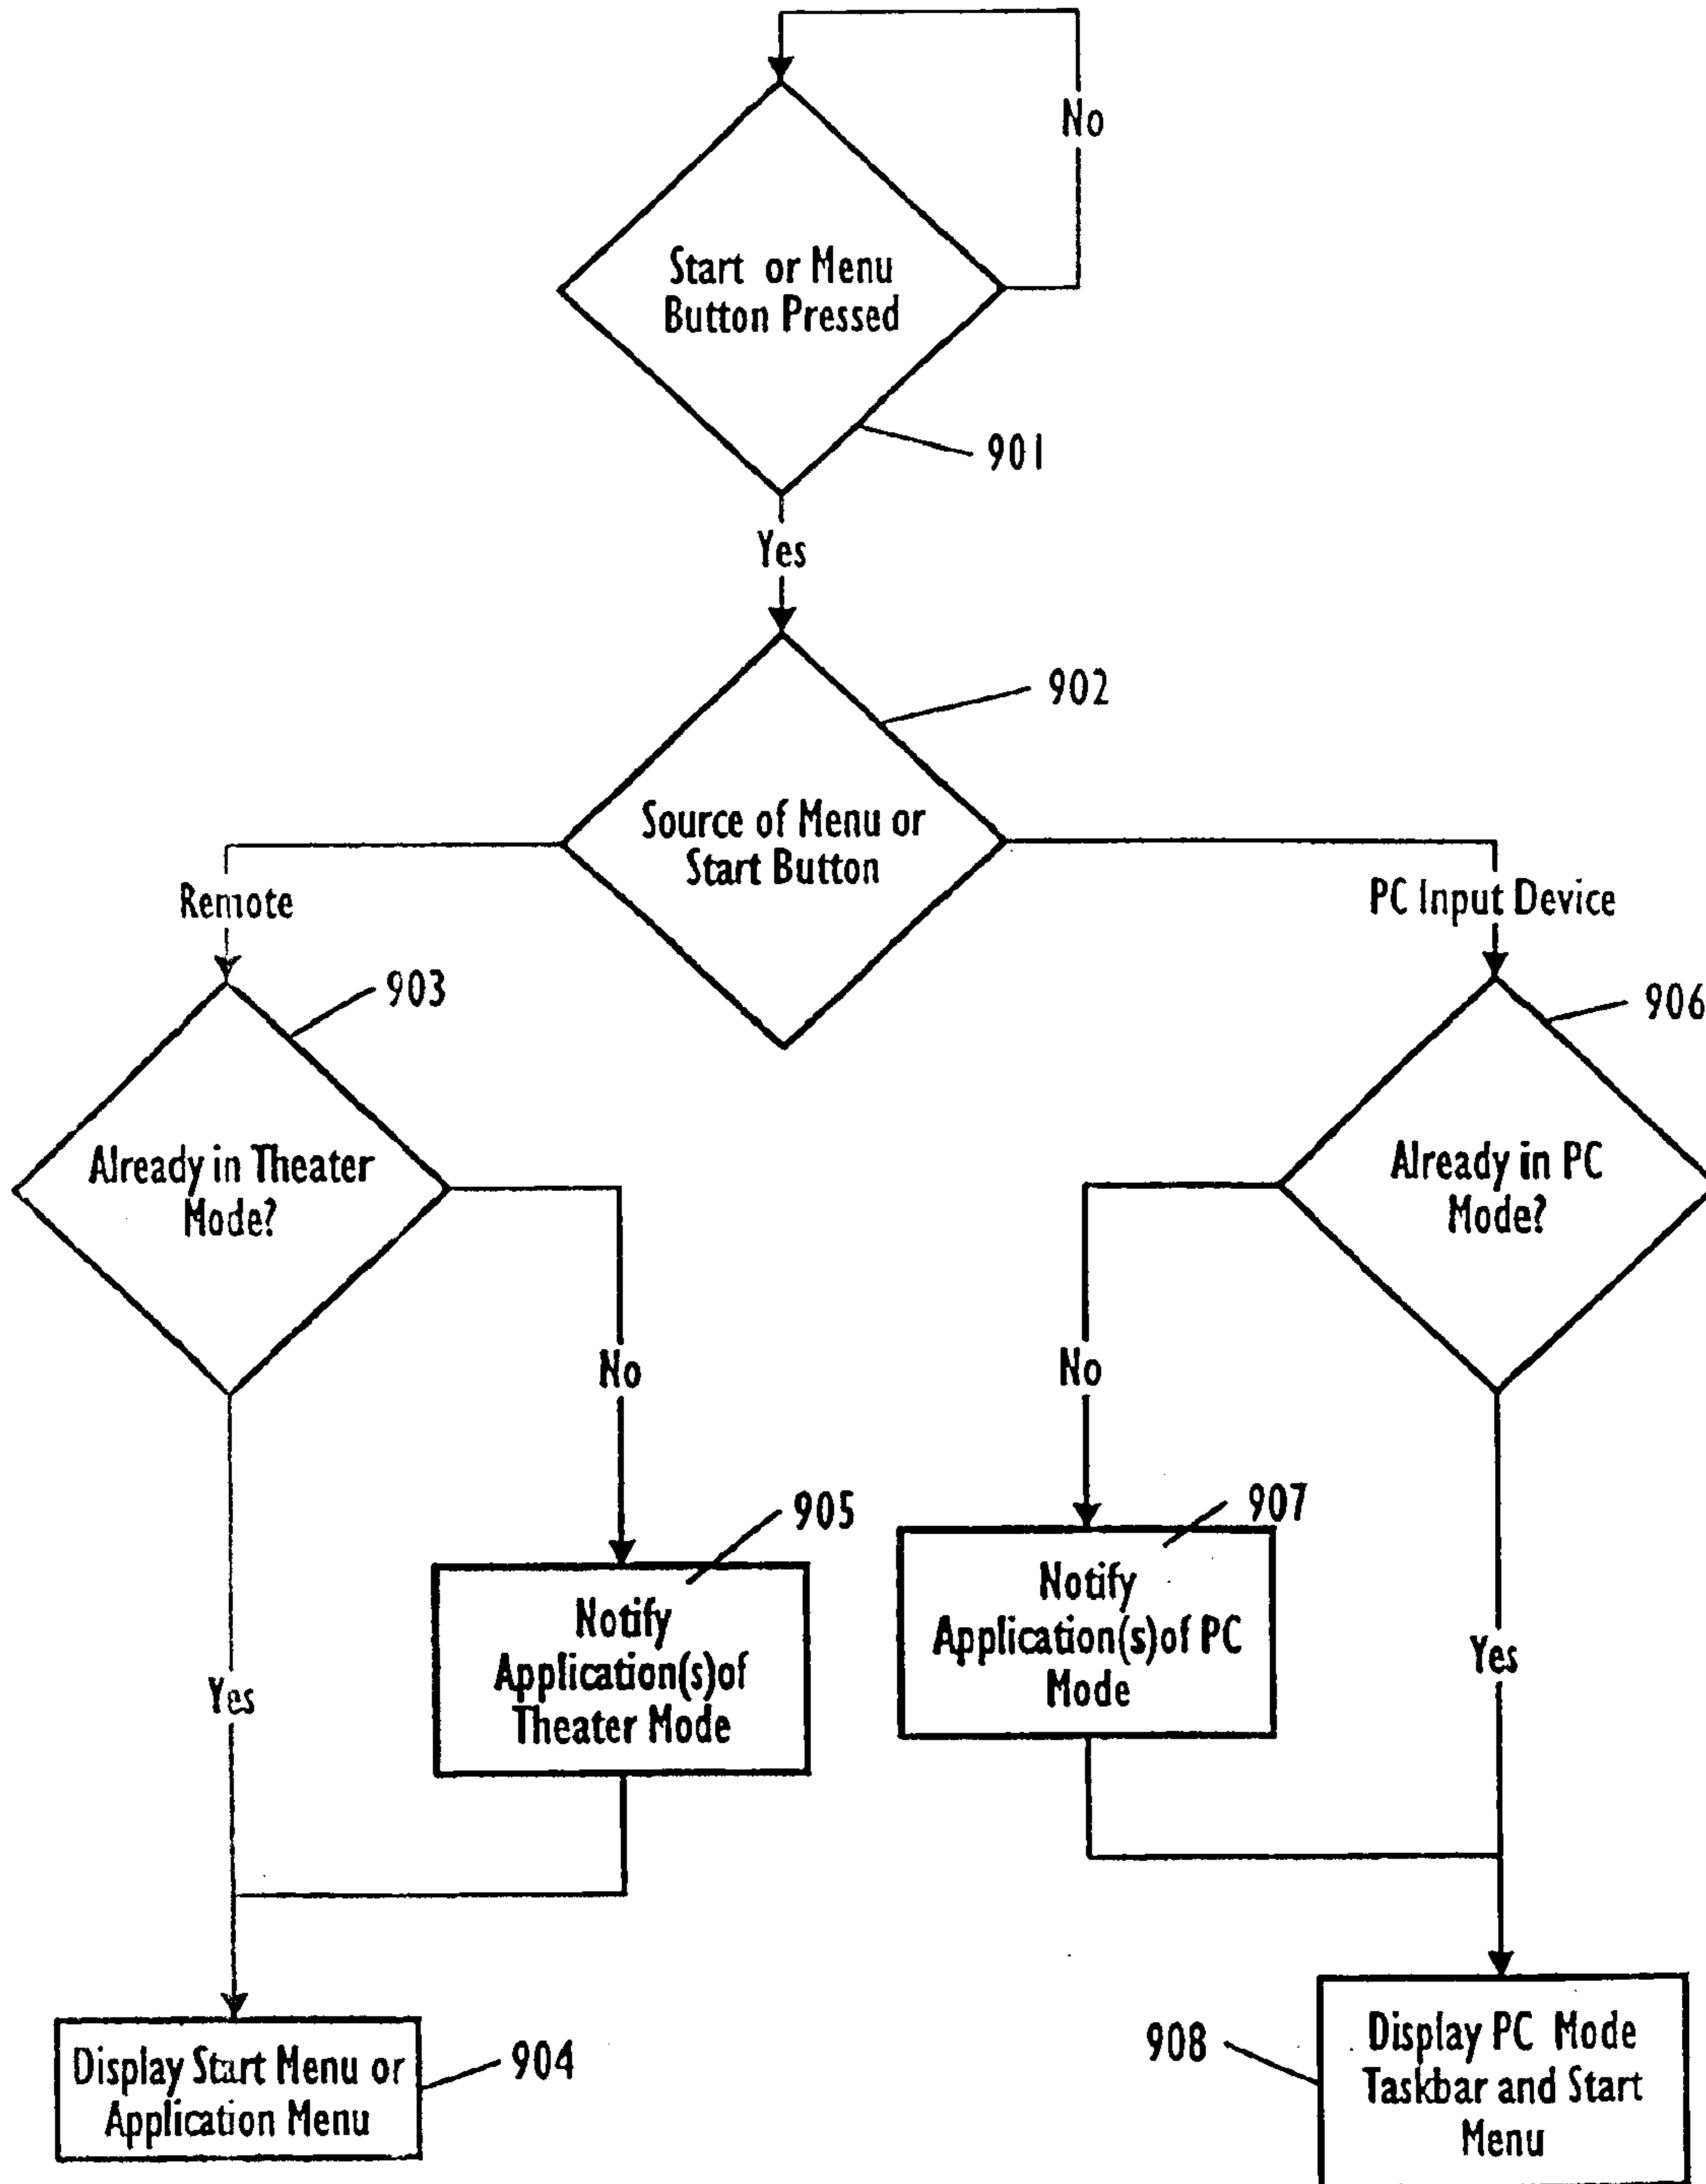 No
Start or Menu
Button Pressed
901
Yes
902
Source of Menu or
Start Button
Remote
PC Input Device
903
906
Already in Theater
Mode?
Already in PC
Mode?
No
No
905
907
Notify
Application(s)of
Theater Mode
Notify
Application(s)of PC
Mode
Yes
Yes
Display Start Menu or
Application Menu
904
908
Display PC Mode
Taskbar and Start
Menu